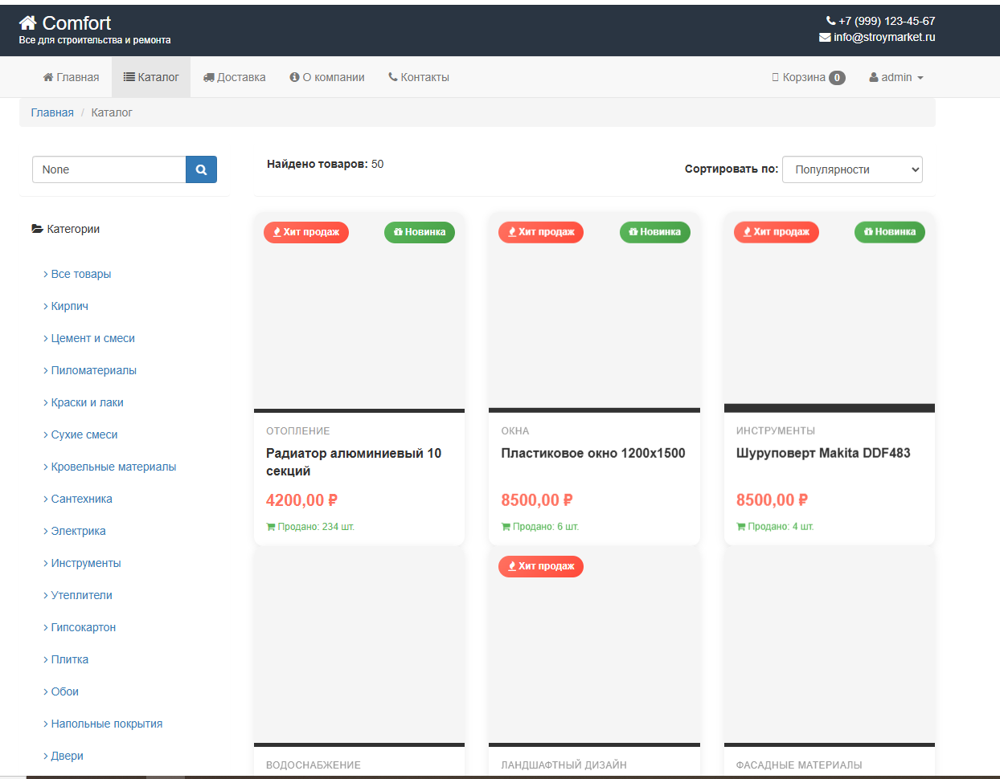 Comfort
Все для строительства и ремонта
+7 (999) 123-45-67
info@stroymarket.ru
Главная Каталог Доставка О компании Контакты Корзина 0 admin
Главная / Каталог
None
Найдено товаров: 50
Сортировать по: Популярности
Категории
Все товары
Кирпич
Цемент и смеси
Пиломатериалы
Краски и лаки
Сухие смеси
Кровельные материалы
Сантехника
Электрика
Инструменты
Утеплители
Гипсокартон
Плитка
Обои
Напольные покрытия
Двери
Хит продаж Новинка
ОТОПЛЕНИЕ
Радиатор алюминиевый 10
секций
4200,00 ₽
Продано: 234 шт.
Хит продаж Новинка
ОКНА
Пластиковое окно 1200x1500
8500,00 ₽
Продано: 6 шт.
Хит продаж Новинка
ИНСТРУМЕНТЫ
Шуруповерт Makita DDF483
8500,00 ₽
Продано: 4 шт.
ВОДОСНАБЖЕНИЕ
Хит продаж
ЛАНДШАФТНЫЙ ДИЗАЙН
ФАСАДНЫЕ МАТЕРИАЛЫ